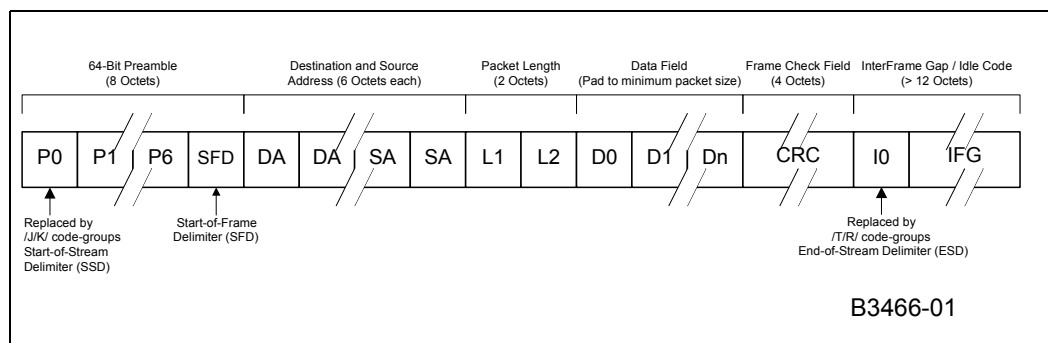 64-Bit Preamble
(8 Octets)
Destination and Source
Address (6 Octets each)
Packet Length
(2 Octets)
Data Field
(Pad to minimum packet size)
Frame Check Field
(4 Octets)
InterFrame Gap / Idle Code
(> 12 Octets)
P0 P1 P6 SFD DA DA SA SA L1 L2 D0 D1 Dn CRC I0 IFG
Replaced by
/J/K/ code-groups
Start-of-Stream
Delimiter (SSD)
Start-of-Frame
Delimiter (SFD)
Replaced by
/T/R/ code-groups
End-of-Stream Delimiter (ESD)
B3466-01